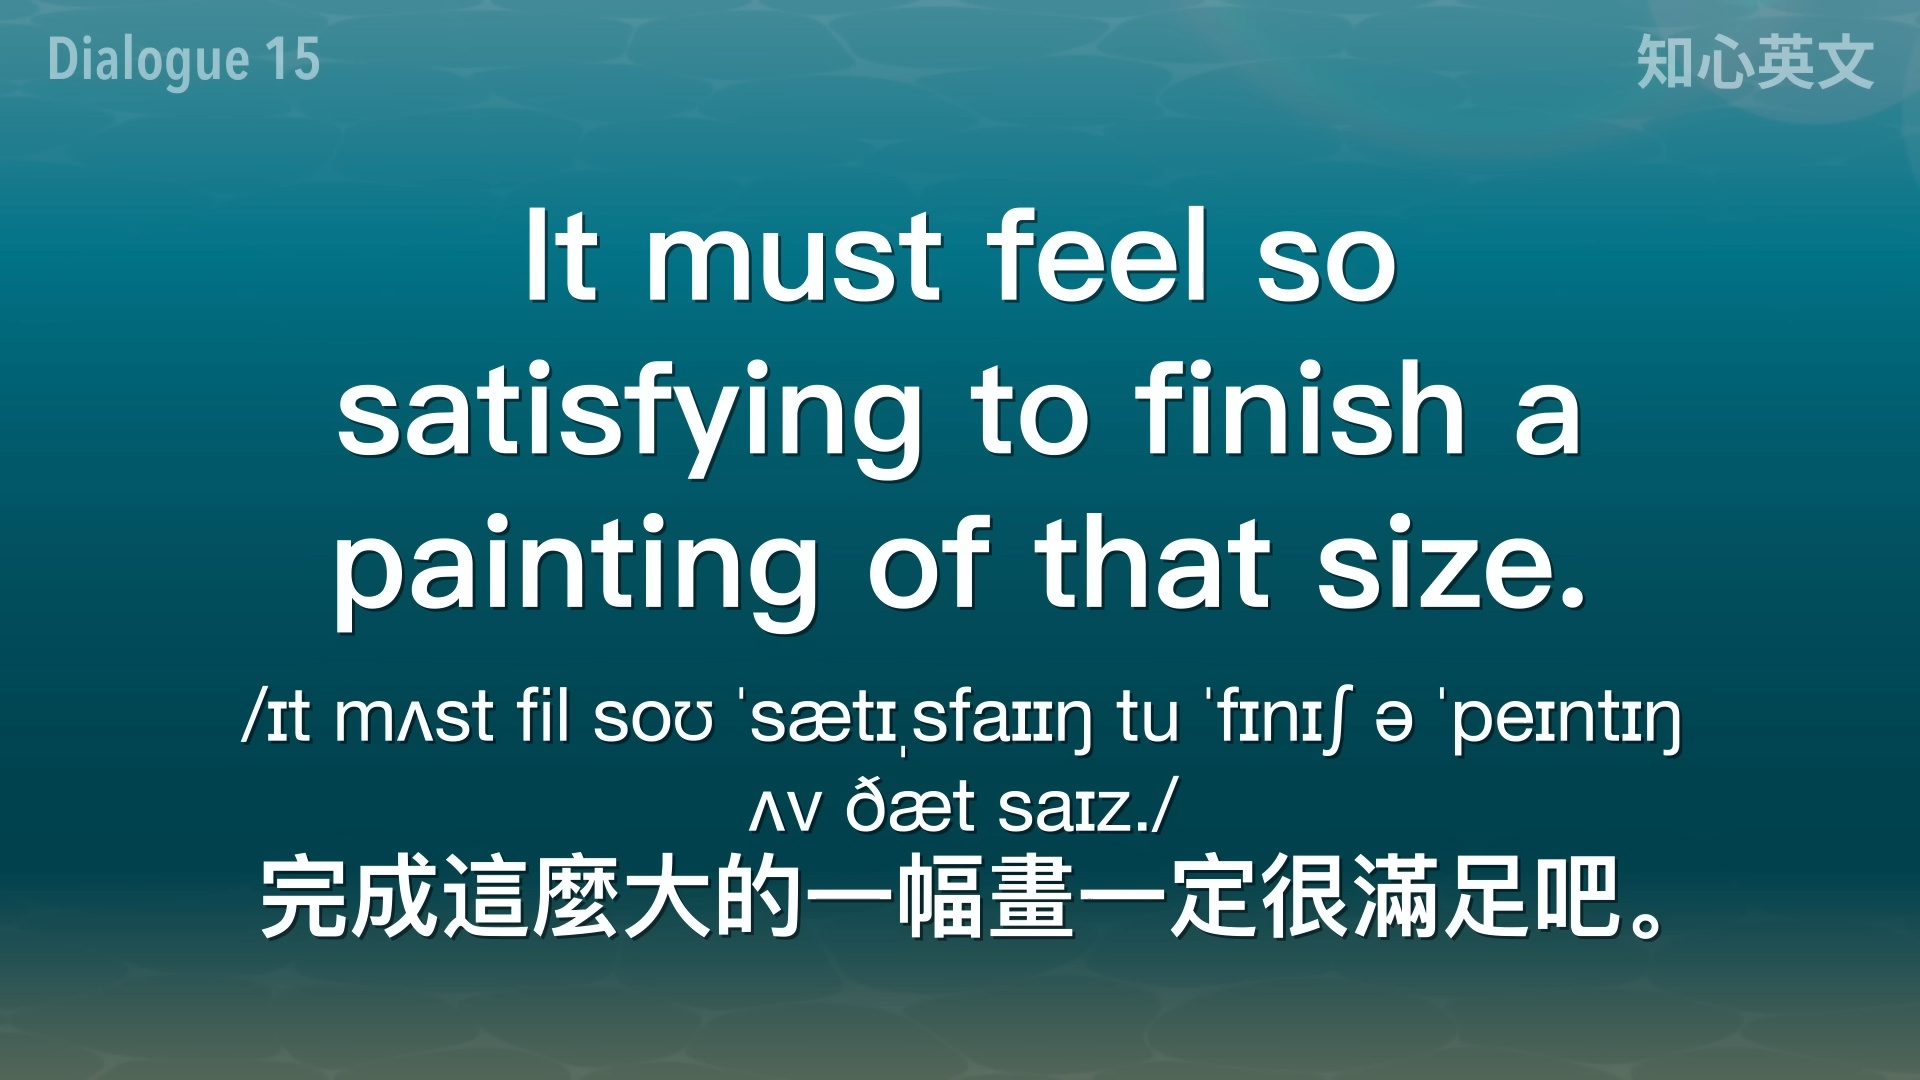 Dialogue 15
知心英文
It must feel so
satisfying to finish a
painting of that size.
/ɪt mʌst fil soʊ ˈsætɪˌsfaɪɪŋ tu ˈfɪnɪʃ ə ˈpeɪntɪŋ
ʌv ðæt saɪz./
完成這麼大的一幅畫一定很滿足吧。